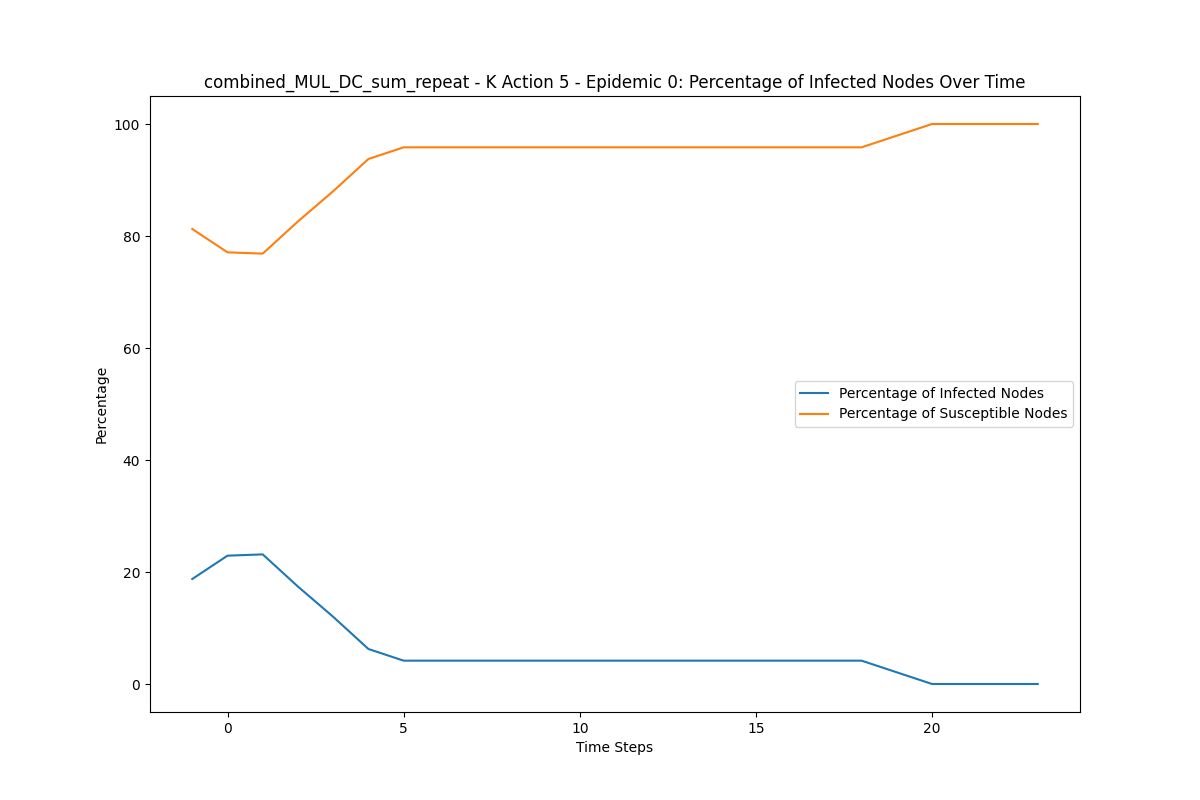 combined_MUL_DC_sum_repeat - K Action 5 - Epidemic 0: Percentage of Infected Nodes Over Time
100
80
60
40
20
0
Percentage
Percentage of Infected Nodes
Percentage of Susceptible Nodes
0 5 10 15 20
Time Steps